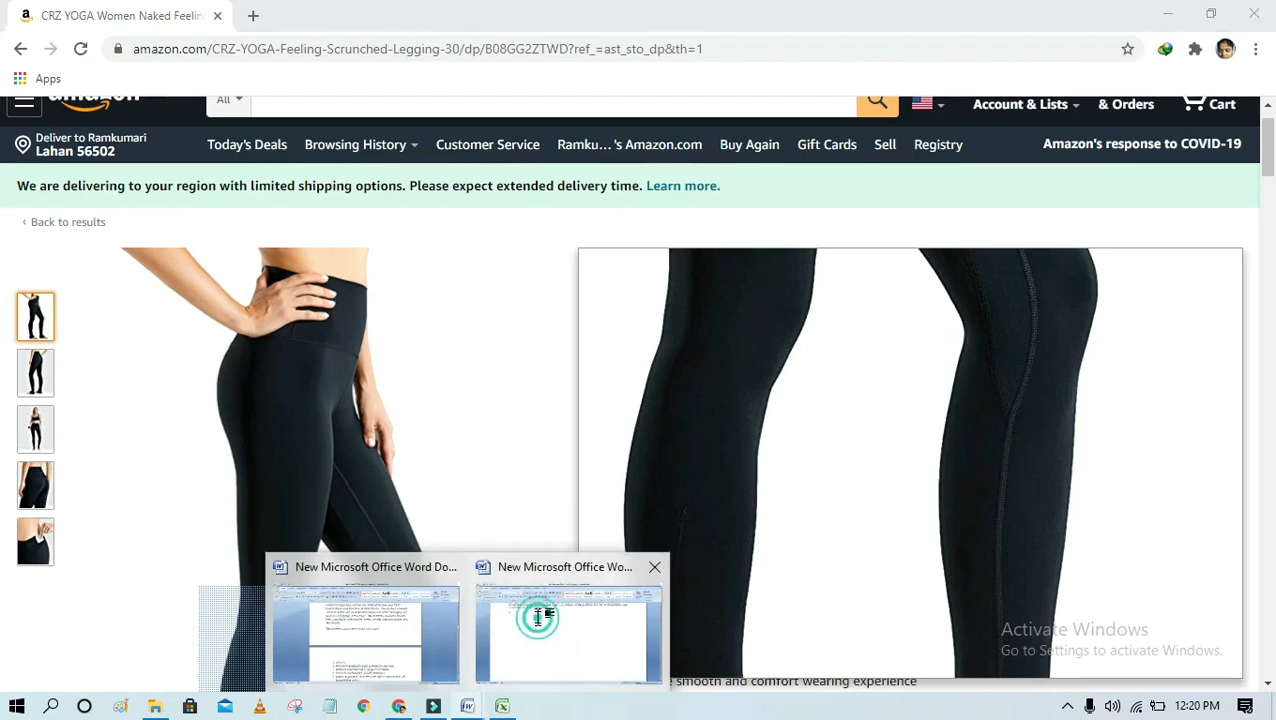 CRZ YOGA Women Naked Feelin
amazon.com/CRZ-YOGA-Feeling-Scrunched-Legging-30/dp/B08GG2ZTWD?ref_=ast_sto_dp&th=1
Apps
amazon
All
Account & Lists
& Orders
Cart
Deliver to Ramkumari
Lahan 56502
Today's Deals
Browsing History
Customer Service
Ramku...'s Amazon.com
Buy Again
Gift Cards
Sell
Registry
Amazon's response to COVID-19
We are delivering to your region with limited shipping options. Please expect extended delivery time. Learn more.
‹ Back to results
New Microsoft Office Word Do...
New Microsoft Office Wo...
Activate Windows
Go to Settings to activate Windows.
smooth and comfort wearing experience
12:20 PM